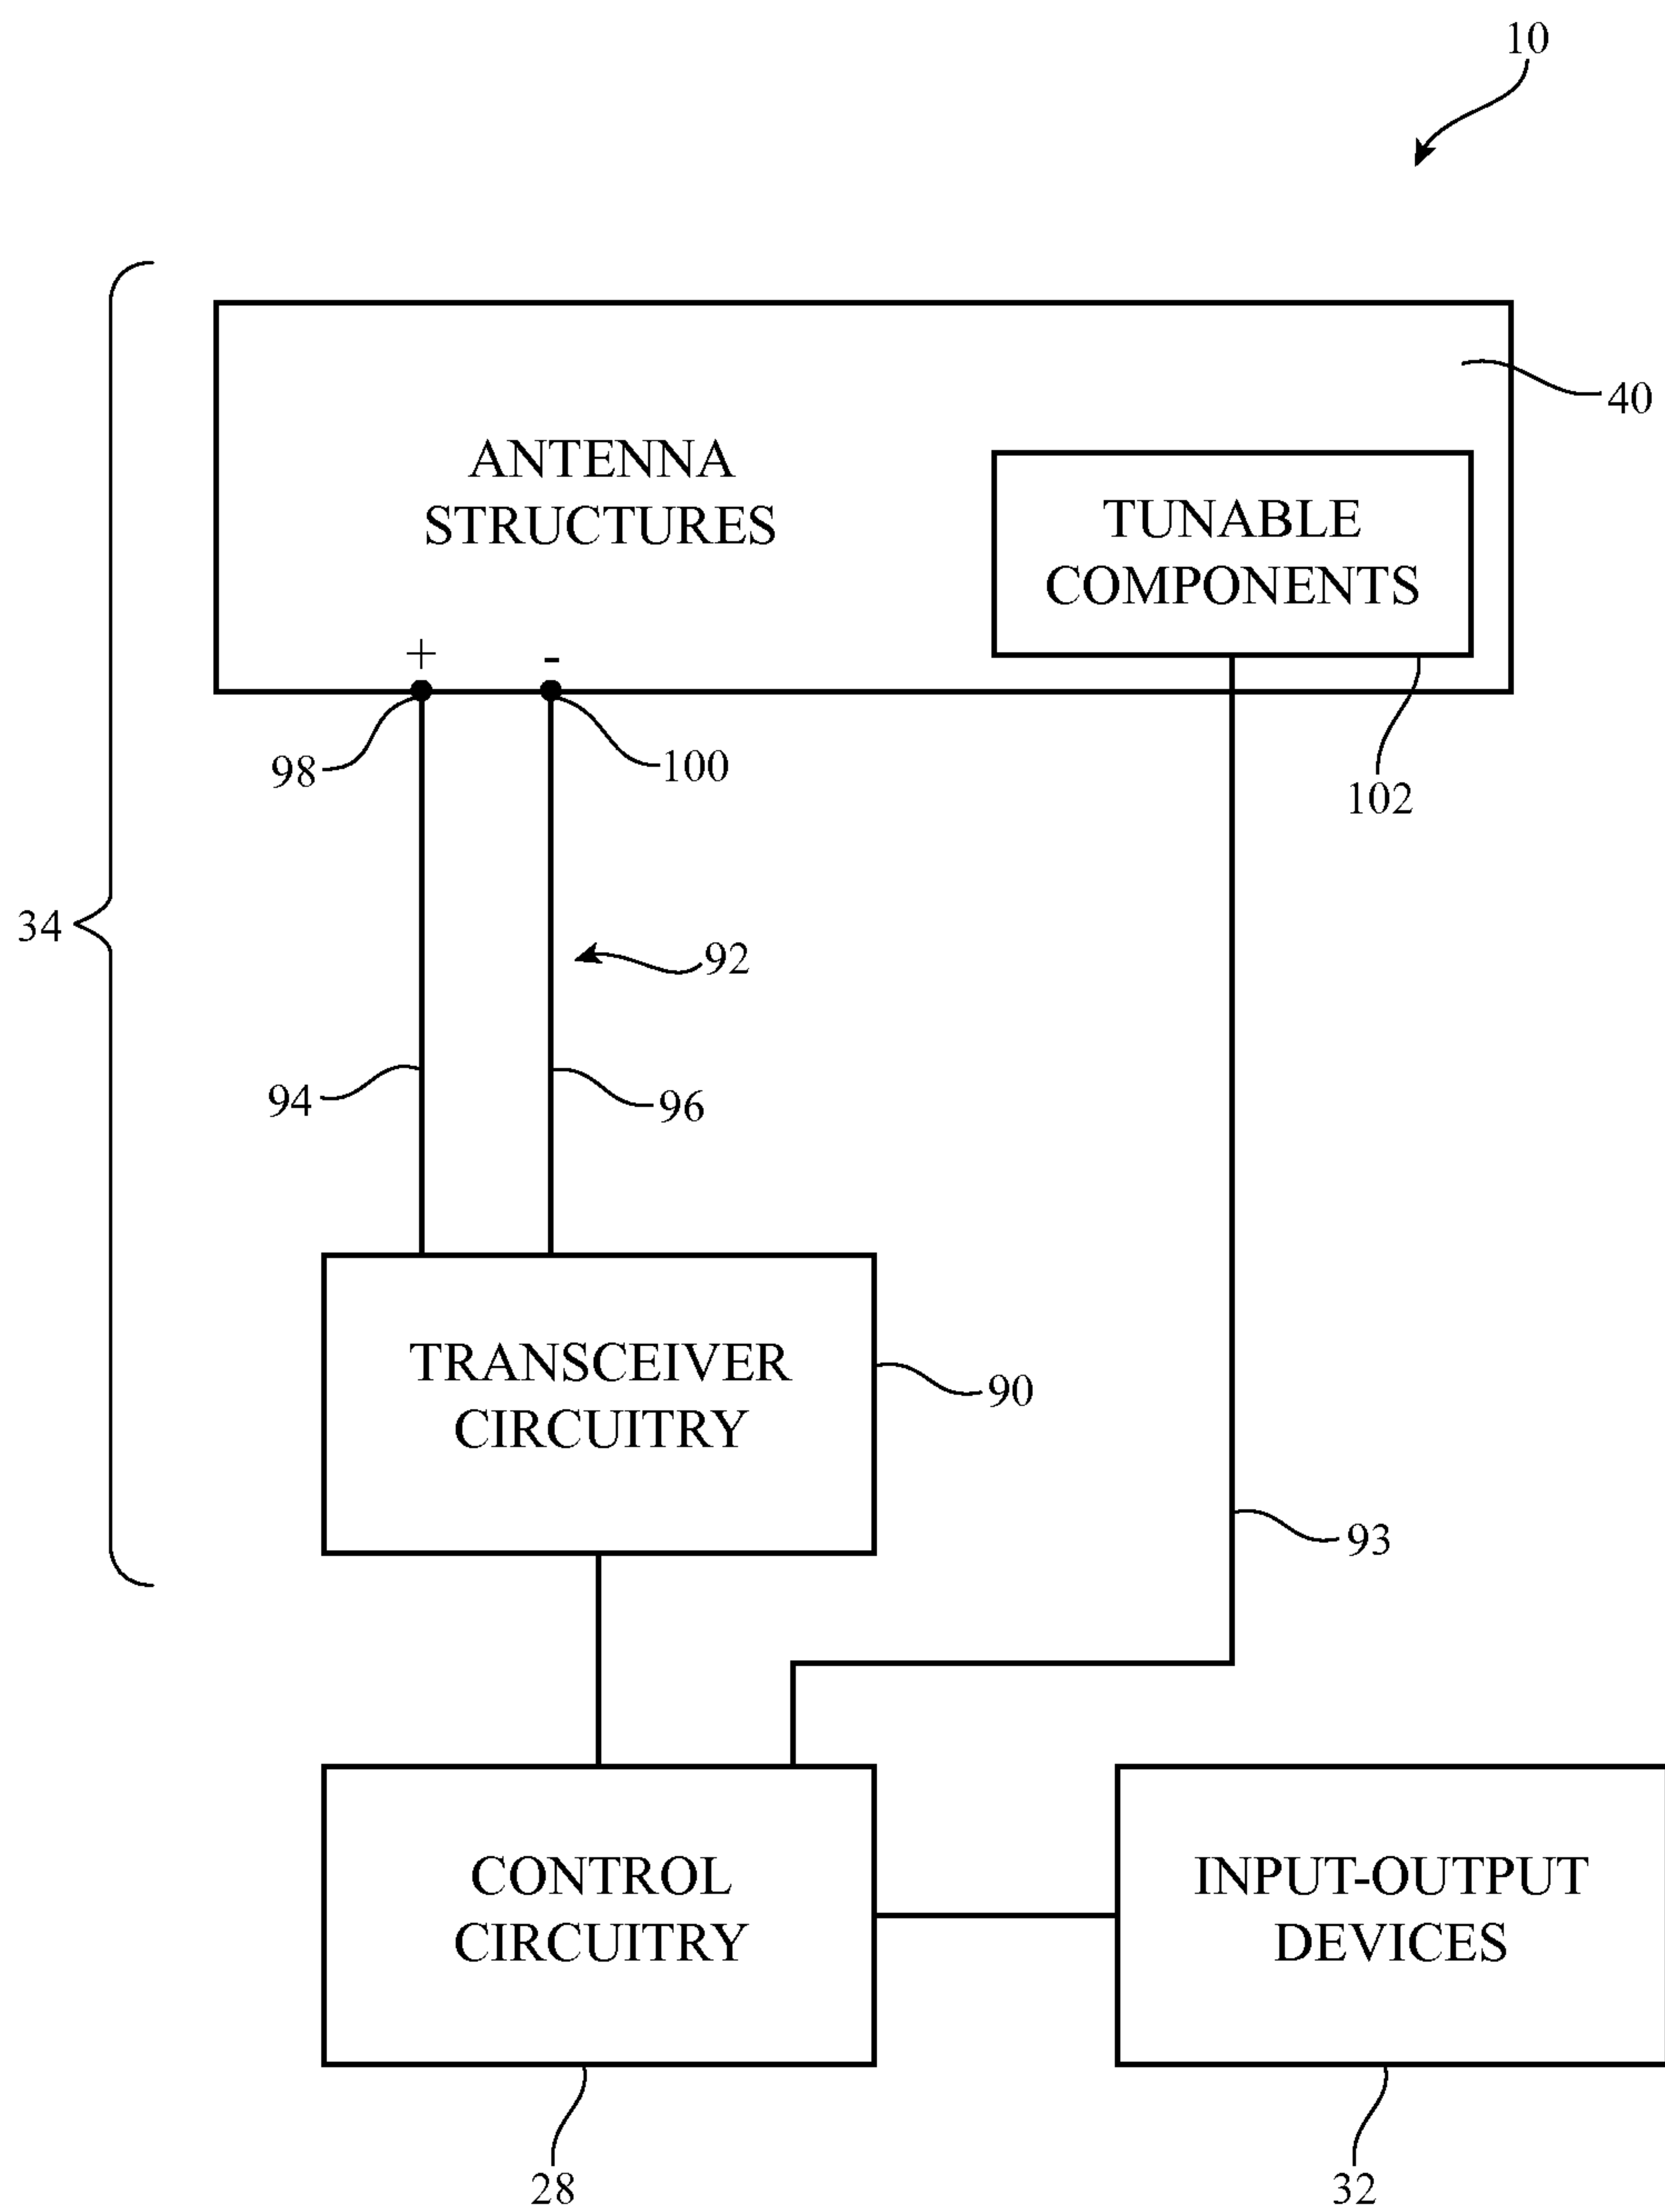 10
40
ANTENNA
STRUCTURES
TUNABLE
COMPONENTS
+
-
98
100
102
34
92
94
96
TRANSCEIVER
CIRCUITRY
90
93
CONTROL
CIRCUITRY
INPUT-OUTPUT
DEVICES
28
32